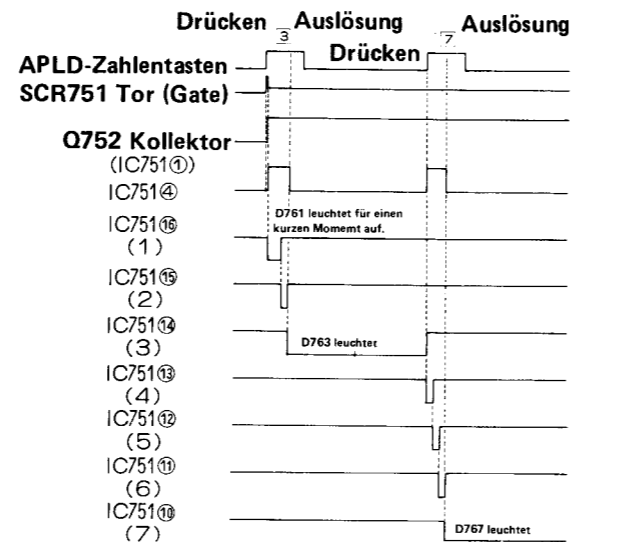 Drücken
3
Auslösung
Drücken
7
Auslösung
APLD-Zahlentasten
SCR751 Tor (Gate)
Q752 Kollektor
(IC751①)
IC751④
IC751⑯
(1)
D761 leuchtet für einen
kurzen Momemt auf.
IC751⑮
(2)
IC751⑭
(3)
D763 leuchtet
IC751⑬
(4)
IC751⑫
(5)
IC751⑪
(6)
IC751⑩
(7)
D767 leuchtet